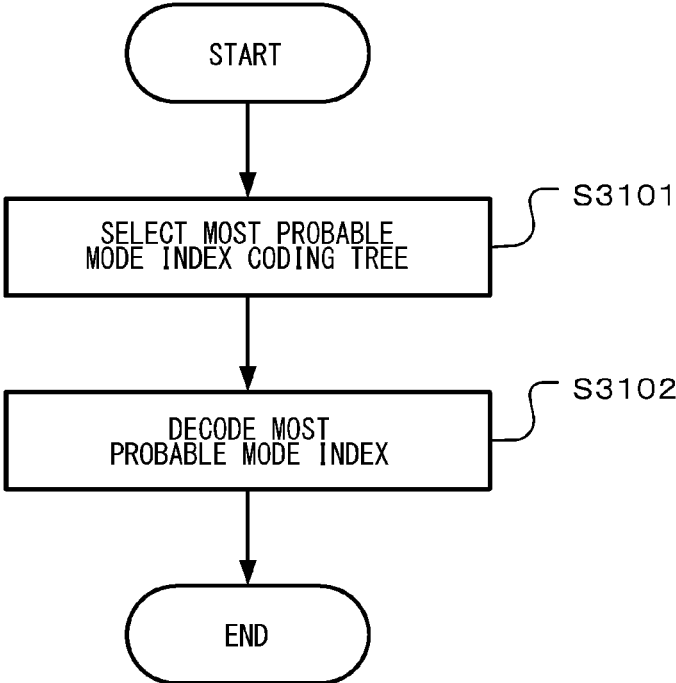 START
S3101
SELECT MOST PROBABLE
MODE INDEX CODING TREE
S3102
DECODE MOST
PROBABLE MODE INDEX
END